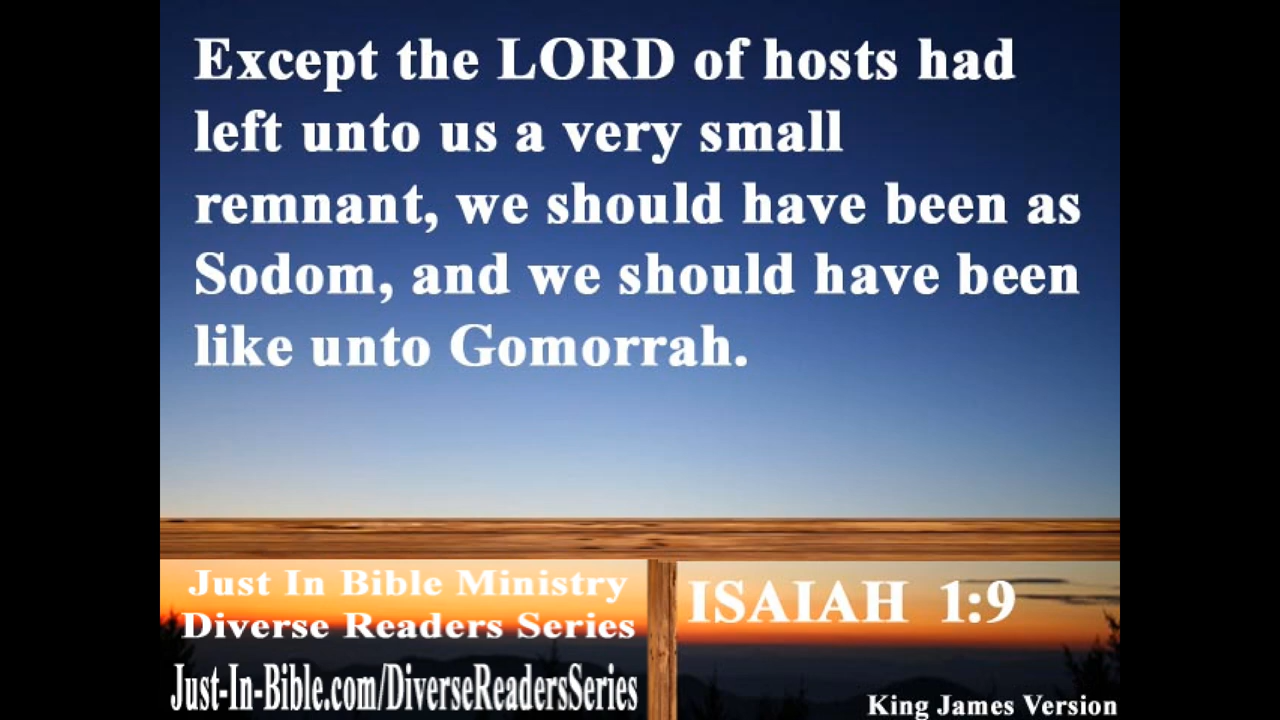 Except the LORD of hosts had
left unto us a very small
remnant, we should have been as
Sodom, and we should have been
like unto Gomorrah.
Just In Bible Ministry
Diverse Readers Series
Just-In-Bible.com/DiverseReadersSeries
ISAIAH 1:9
King James Version